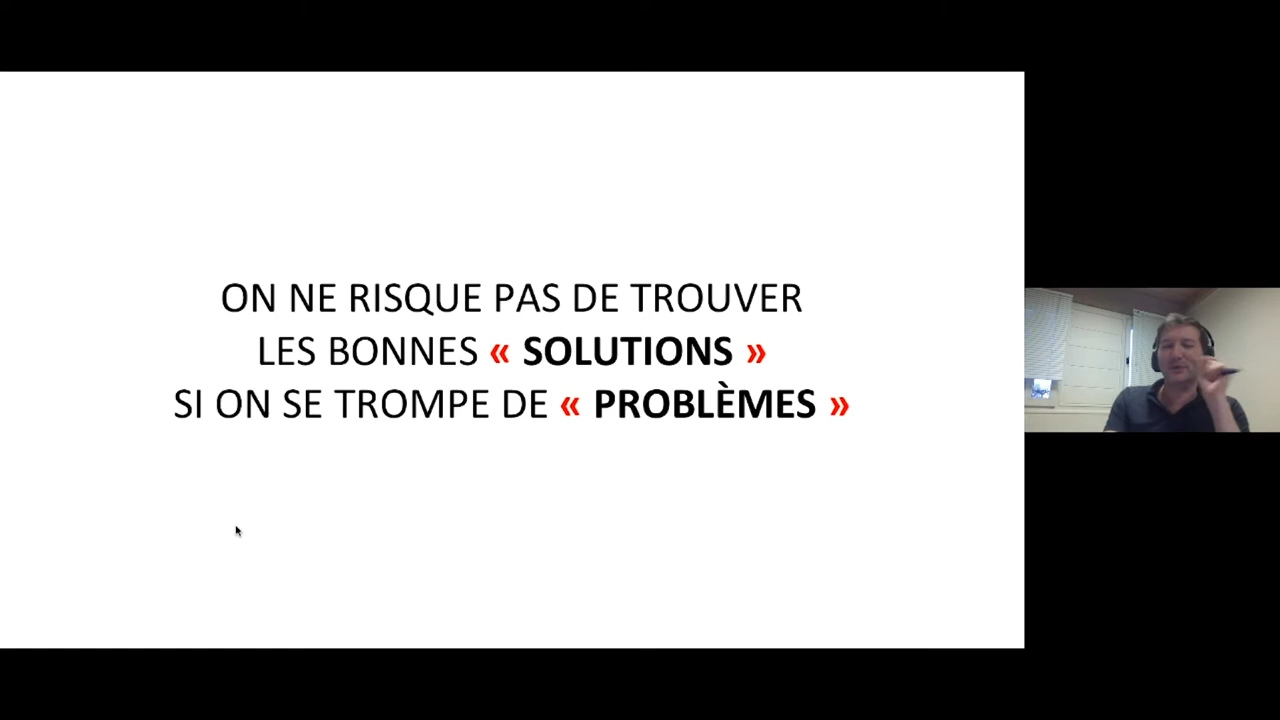 ON NE RISQUE PAS DE TROUVER
LES BONNES « SOLUTIONS »
SI ON SE TROMPE DE « PROBLÈMES »